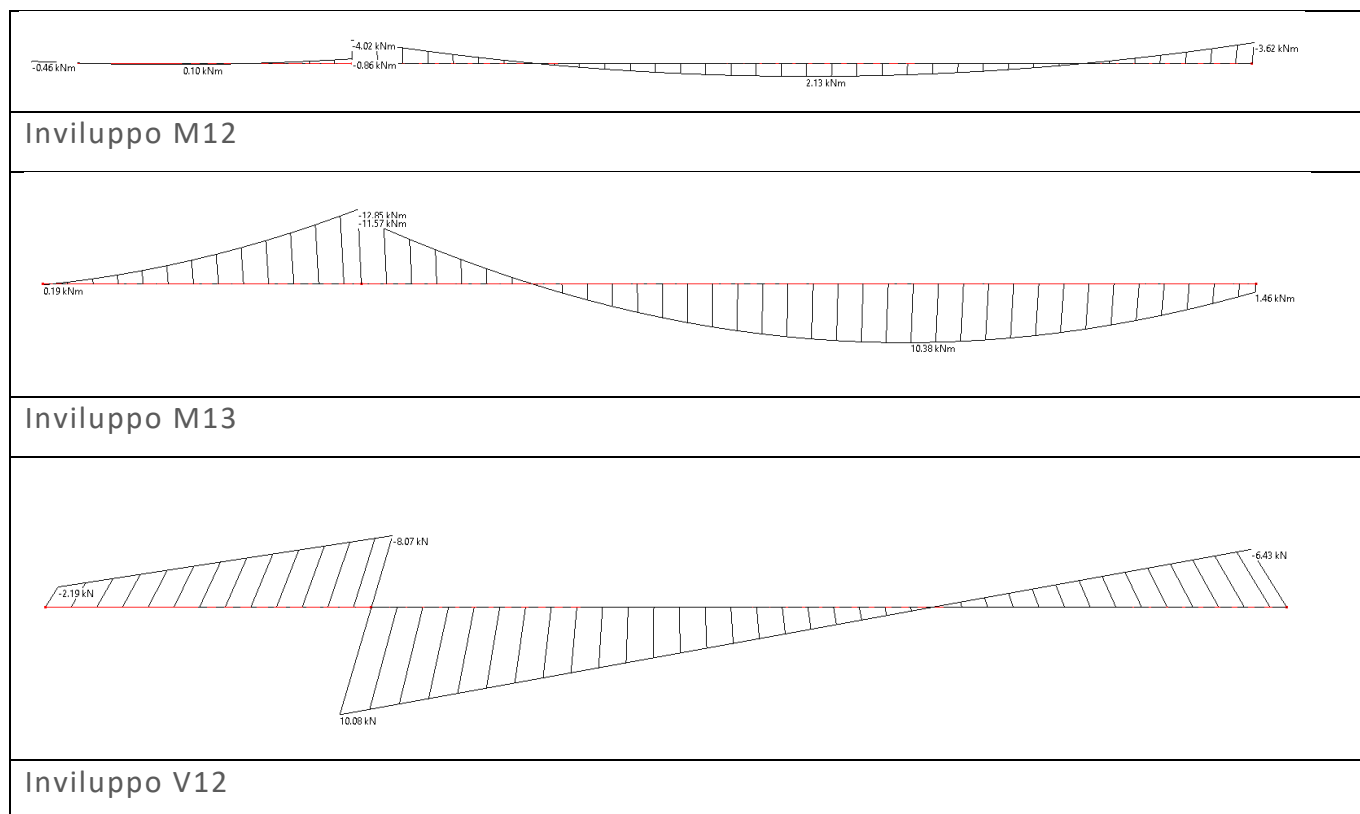 -4.02 kNm
-3.62 kNm
-0.46 kNm
0.10 kNm
-0.86 kNm
2.13 kNm
Inviluppo M12
-12.85 kNm
-11.57 kNm
0.19 kNm
1.46 kNm
10.38 kNm
Inviluppo M13
-8.07 kN
-6.43 kN
-2.19 kN
10.08 kN
Inviluppo V12